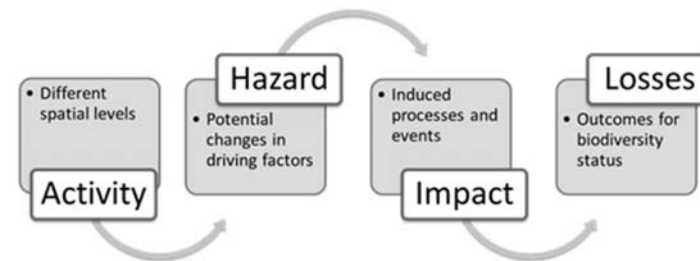 • Different
spatial levels
Activity
Hazard
• Potential
changes in
driving factors
• Induced
processes and
events
Impact
Losses
• Outcomes for
biodiversity
status